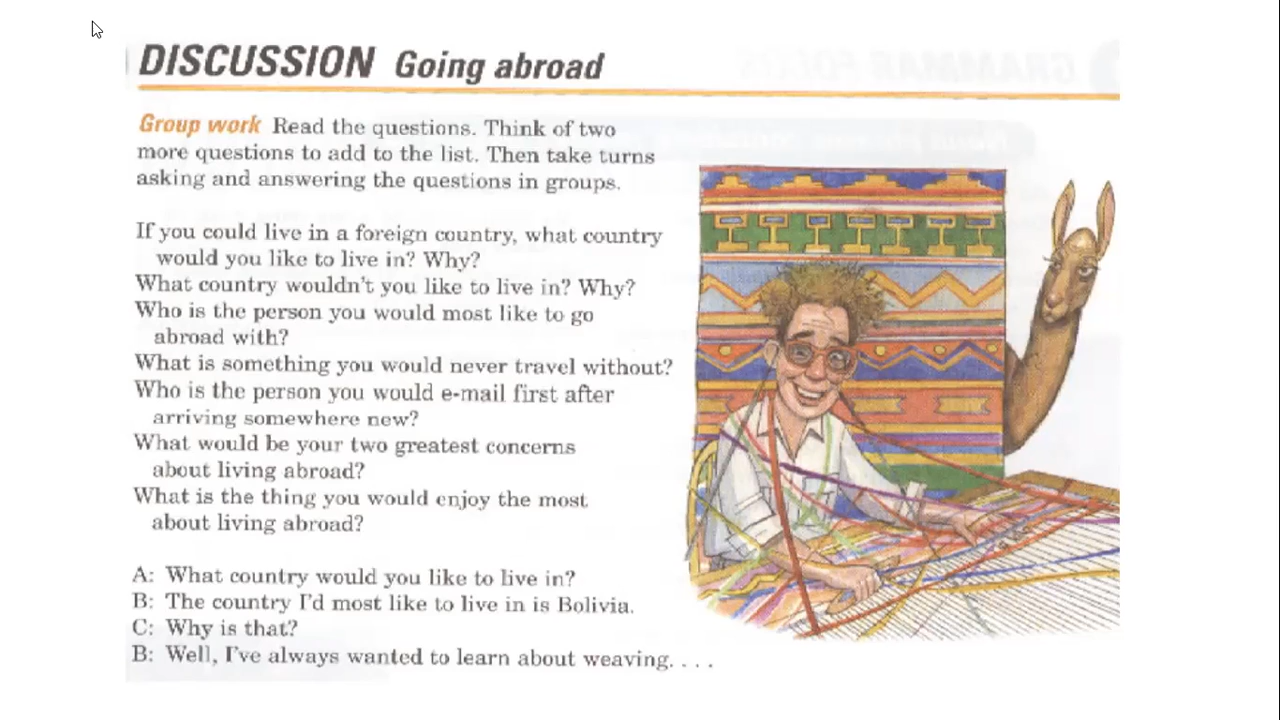 DISCUSSION Going abroad
Group work Read the questions. Think of two
more questions to add to the list. Then take turns
asking and answering the questions in groups.
If you could live in a foreign country, what country
would you like to live in? Why?
What country wouldn't you like to live in? Why?
Who is the person you would most like to go
abroad with?
What is something you would never travel without?
Who is the person you would e-mail first after
arriving somewhere new?
What would be your two greatest concerns
about living abroad?
What is the thing you would enjoy the most
about living abroad?
A: What country would you like to live in?
B: The country I'd most like to live in is Bolivia.
C: Why is that?
B: Well, I've always wanted to learn about weaving. . . .